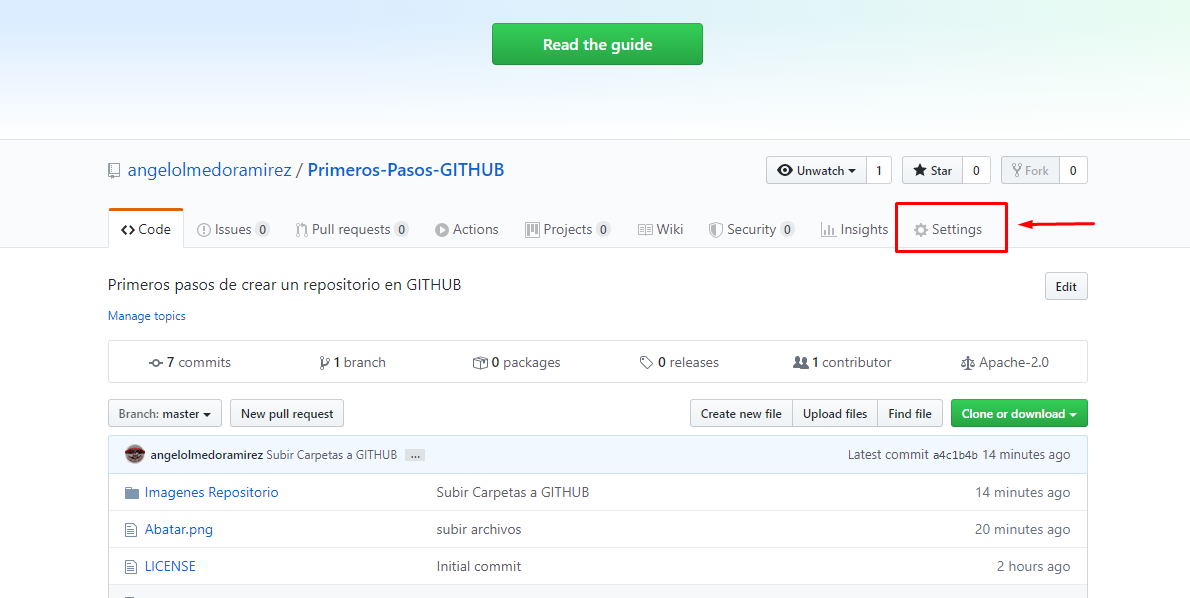 Read the guide
angelolmedoramirez / Primeros-Pasos-GITHUB
Unwatch 1 Star 0 Fork 0
Code Issues 0 Pull requests 0 Actions Projects 0 Wiki Security 0 Insights Settings
Primeros pasos de crear un repositorio en GITHUB
Edit
Manage topics
7 commits 1 branch 0 packages 0 releases 1 contributor Apache-2.0
Branch: master New pull request Create new file Upload files Find file Clone or download
angelolmedoramirez Subir Carpetas a GITHUB ... Latest commit a4c1b4b 14 minutes ago
Imagenes Repositorio Subir Carpetas a GITHUB 14 minutes ago
Abatar.png subir archivos 20 minutes ago
LICENSE Initial commit 2 hours ago